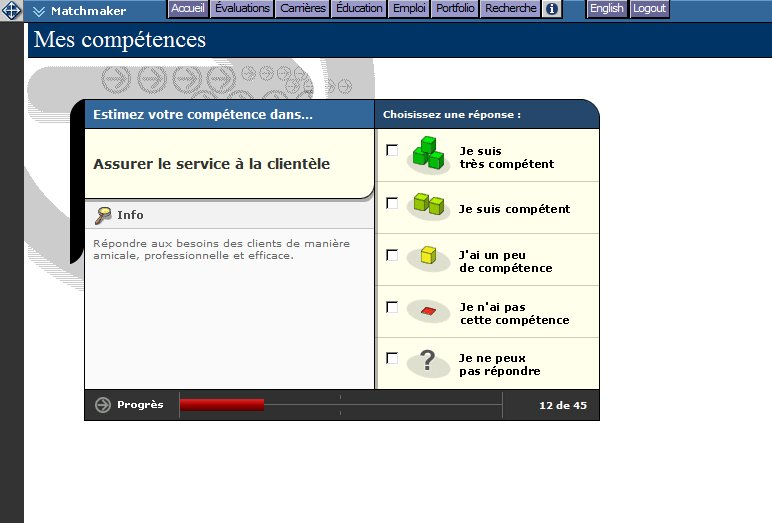 Matchmaker
Accueil Évaluations Carrières Éducation Emploi Portfolio Recherche i English Logout
Mes compétences
Estimez votre compétence dans...
Assurer le service à la clientèle
Info
Répondre aux besoins des clients de manière
amicale, professionnelle et efficace.
Choisissez une réponse :
Je suis
très compétent
Je suis compétent
J'ai un peu
de compétence
Je n'ai pas
cette compétence
?
Je ne peux
pas répondre
Progrès
12 de 45